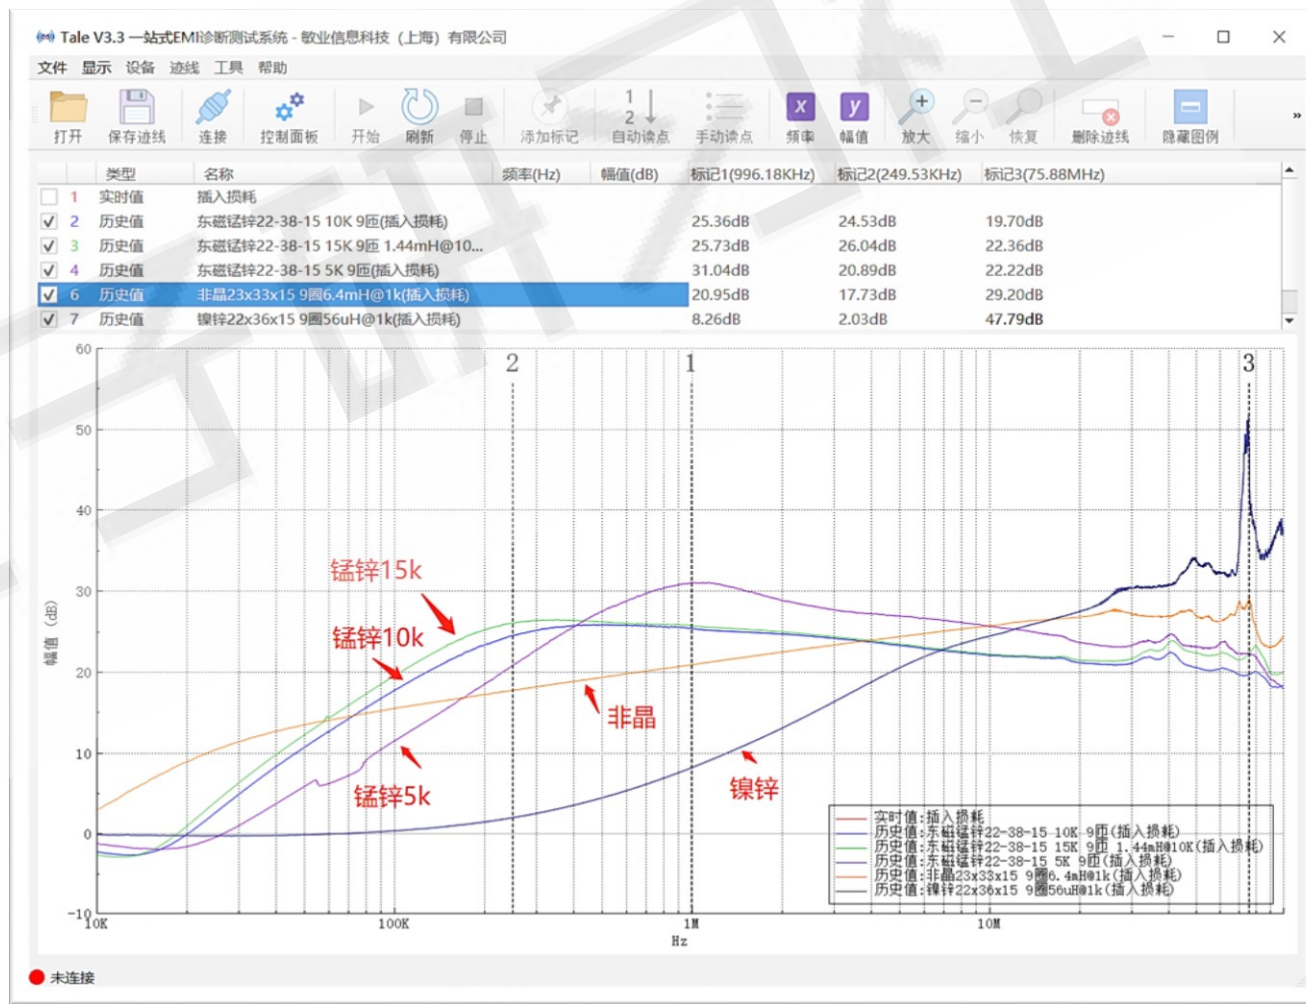 Tale V3.3 一站式EMI诊断测试系统 - 敏业信息科技（上海）有限公司
文件 显示 设备 迹线 工具 帮助
打开 保存迹线 连接 控制面板 开始 刷新 停止 添加标记 自动读点 手动读点 频率 幅值 放大 缩小 恢复 删除迹线 隐藏图例
类型 名称 频率(Hz) 幅值(dB) 标记1(996.18KHz) 标记2(249.53KHz) 标记3(75.88MHz)
1 实时值 插入损耗
2 历史值 东磁锰锌22-38-15 10K 9匝(插入损耗) 25.36dB 24.53dB 19.70dB
3 历史值 东磁锰锌22-38-15 15K 9匝 1.44mH@10... 25.73dB 26.04dB 22.36dB
4 历史值 东磁锰锌22-38-15 5K 9匝(插入损耗) 31.04dB 20.89dB 22.22dB
6 历史值 非晶23x33x15 9圈6.4mH@1k(插入损耗) 20.95dB 17.73dB 29.20dB
7 历史值 镍锌22x36x15 9圈56uH@1k(插入损耗) 8.26dB 2.03dB 47.79dB
60
2 1 3
50
40
锰锌15k
30
锰锌10k
幅值 (dB)
20
非晶
10
锰锌5k
镍锌
实时值:插入损耗
历史值:东磁锰锌22-38-15 10K 9匝(插入损耗)
0
历史值:东磁锰锌22-38-15 15K 9匝 1.44mH@10K(插入损耗)
历史值:东磁锰锌22-38-15 5K 9匝(插入损耗)
历史值:非晶23x33x15 9圈6.4mH@1k(插入损耗)
历史值:镍锌22x36x15 9圈56uH@1k(插入损耗)
-10
10K 100K 1M 10M
Hz
未连接